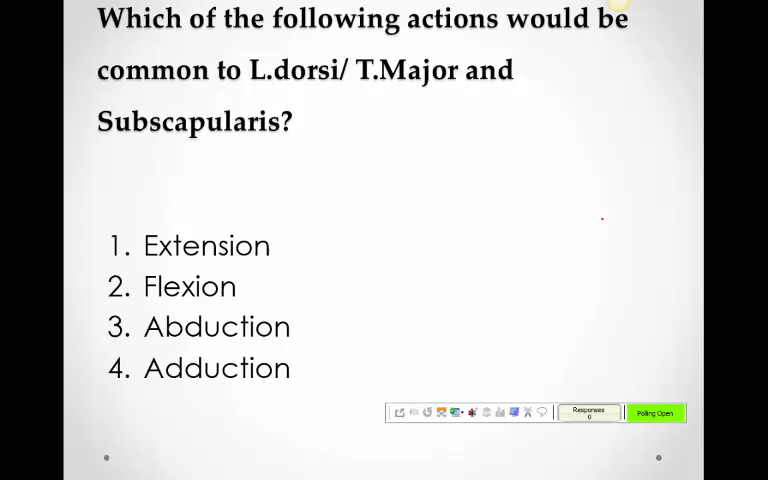 Which of the following actions would be
common to L.dorsi/ T.Major and
Subscapularis?
1. Extension
2. Flexion
3. Abduction
4. Adduction
Responses
0
Polling Open